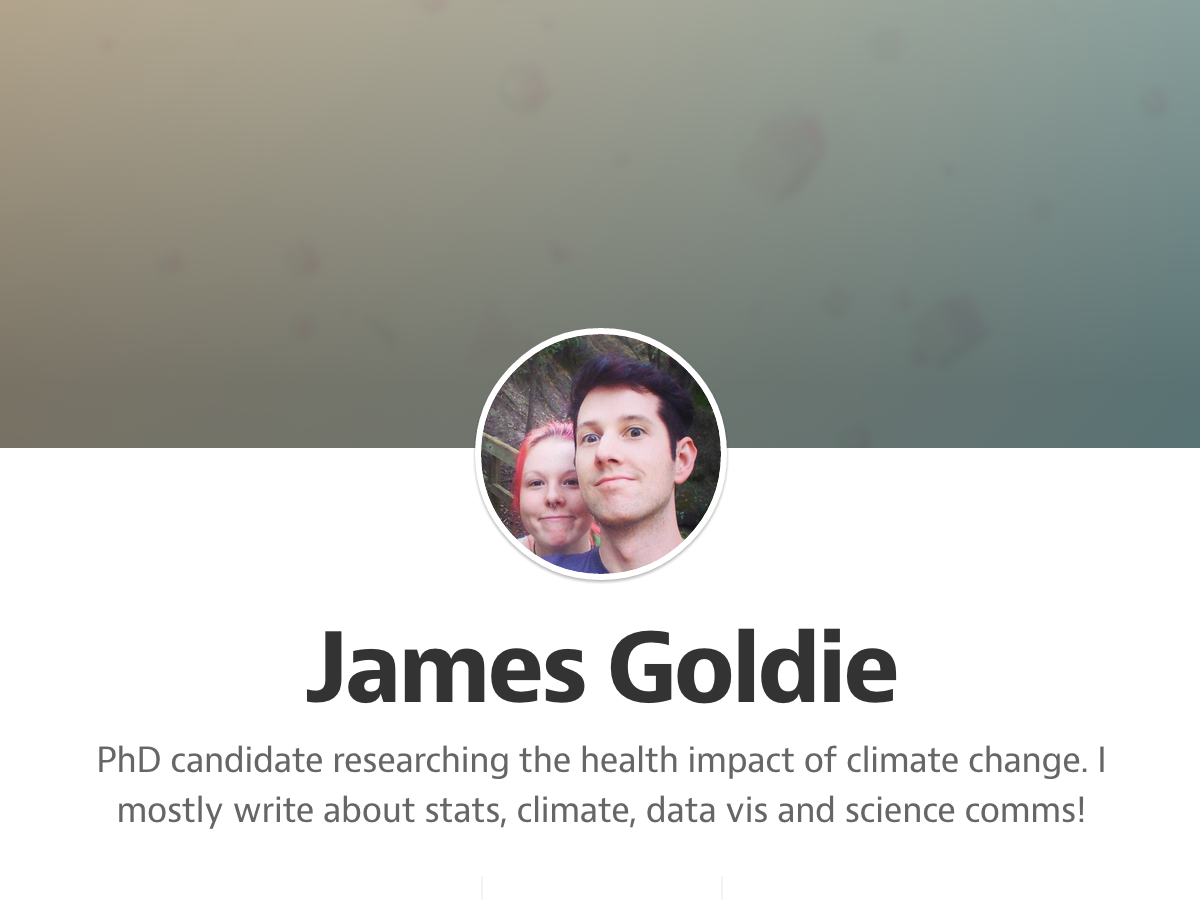 James Goldie
PhD candidate researching the health impact of climate change. I
mostly write about stats, climate, data vis and science comms!